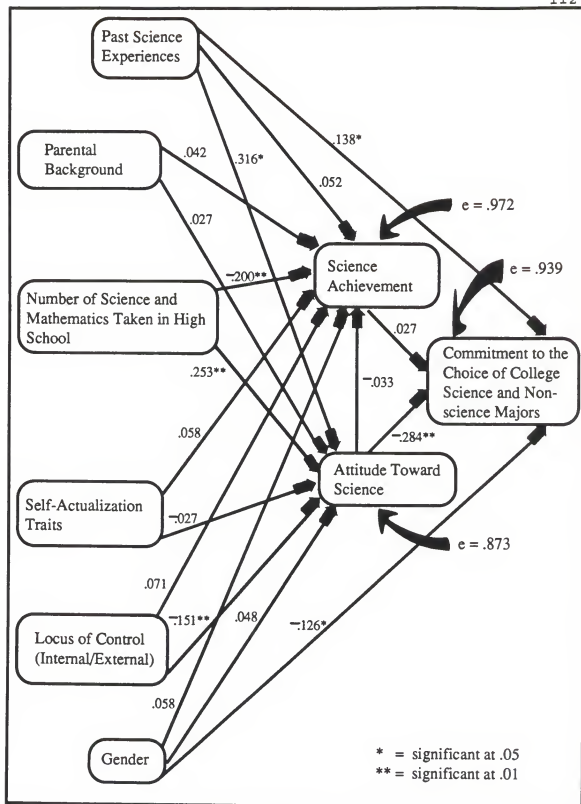 112
Past Science
Experiences
.138*
.316*
.042
.052
Parental
Background
e = .972
.027
Science
Achievement
e = .939
-.200**
Number of Science and
Mathematics Taken in High
School
.027
Commitment to the
Choice of College
Science and Non-
science Majors
-.033
.253**
-.284**
.058
Attitude Toward
Science
Self-Actualization
Traits
-.027
e = .873
.071
-.151**
.048
-.126*
Locus of Control
(Internal/External)
.058
Gender
* = significant at .05
** = significant at .01